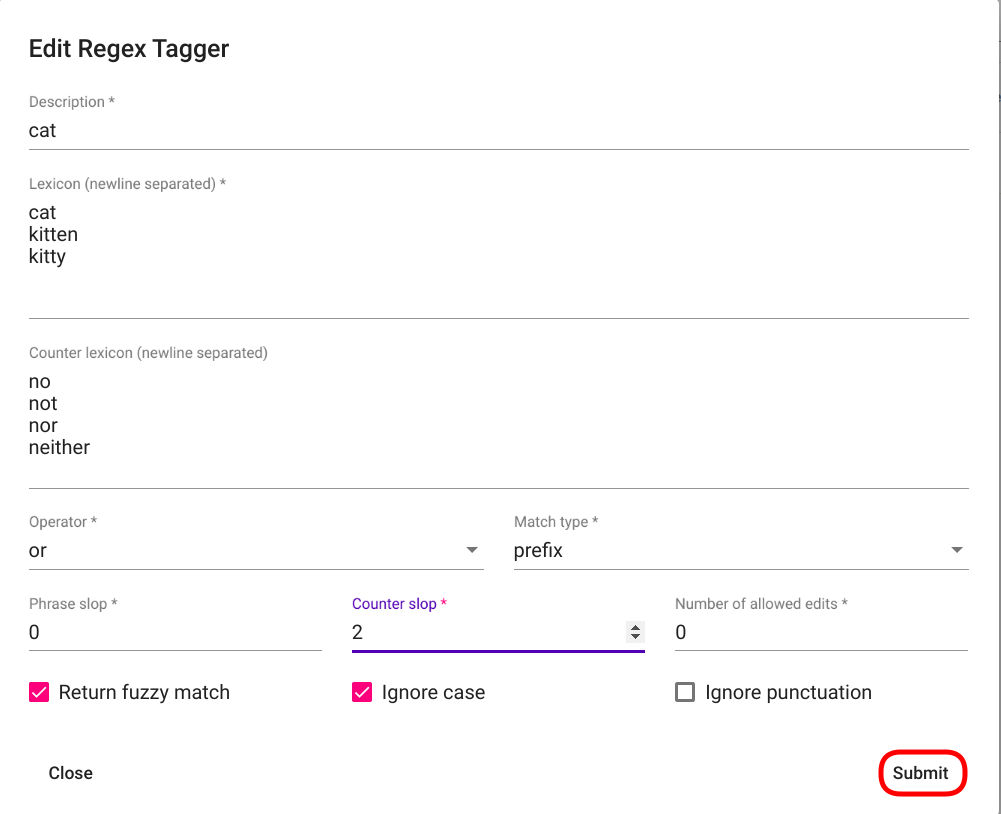 Edit Regex Tagger
Description *
cat
Lexicon (newline separated) *
cat
kitten
kitty
Counter lexicon (newline separated)
no
not
nor
neither
Operator *
Match type *
or
prefix
Phrase slop *
Counter slop *
Number of allowed edits *
0
2
0
Return fuzzy match
Ignore case
Ignore punctuation
Close
Submit